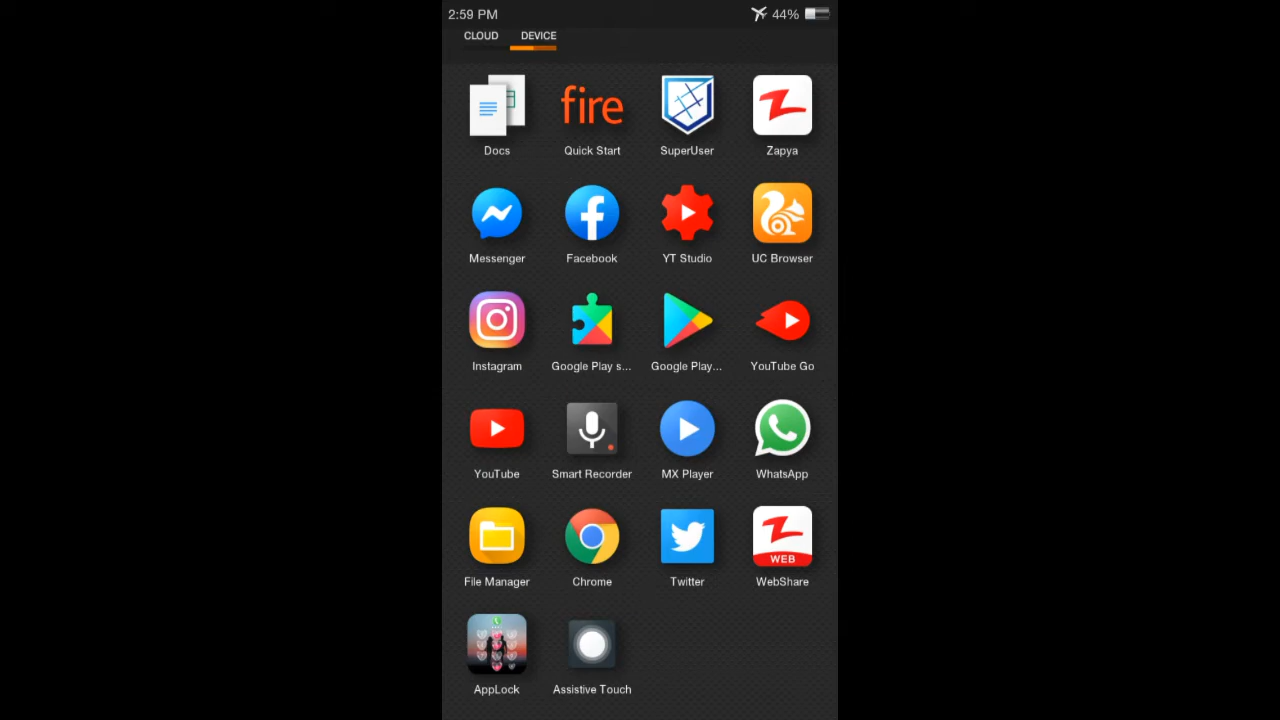 2:59 PM 44%
CLOUD DEVICE
fire
Docs Quick Start SuperUser Zapya
Messenger Facebook YT Studio UC Browser
Instagram Google Play s... Google Play... YouTube Go
YouTube Smart Recorder MX Player WhatsApp
WEB
File Manager Chrome Twitter WebShare
AppLock Assistive Touch